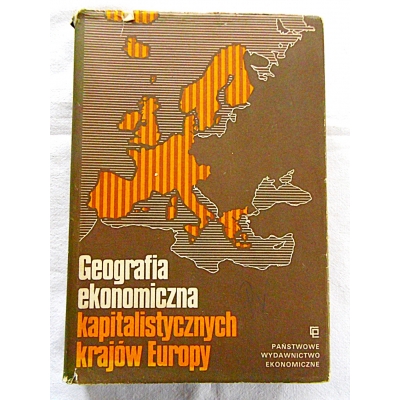 Geografia
ekonomiczna
kapitalistycznych
krajów Europy
PAŃSTWOWE
WYDAWNICTWO
EKONOMICZNE